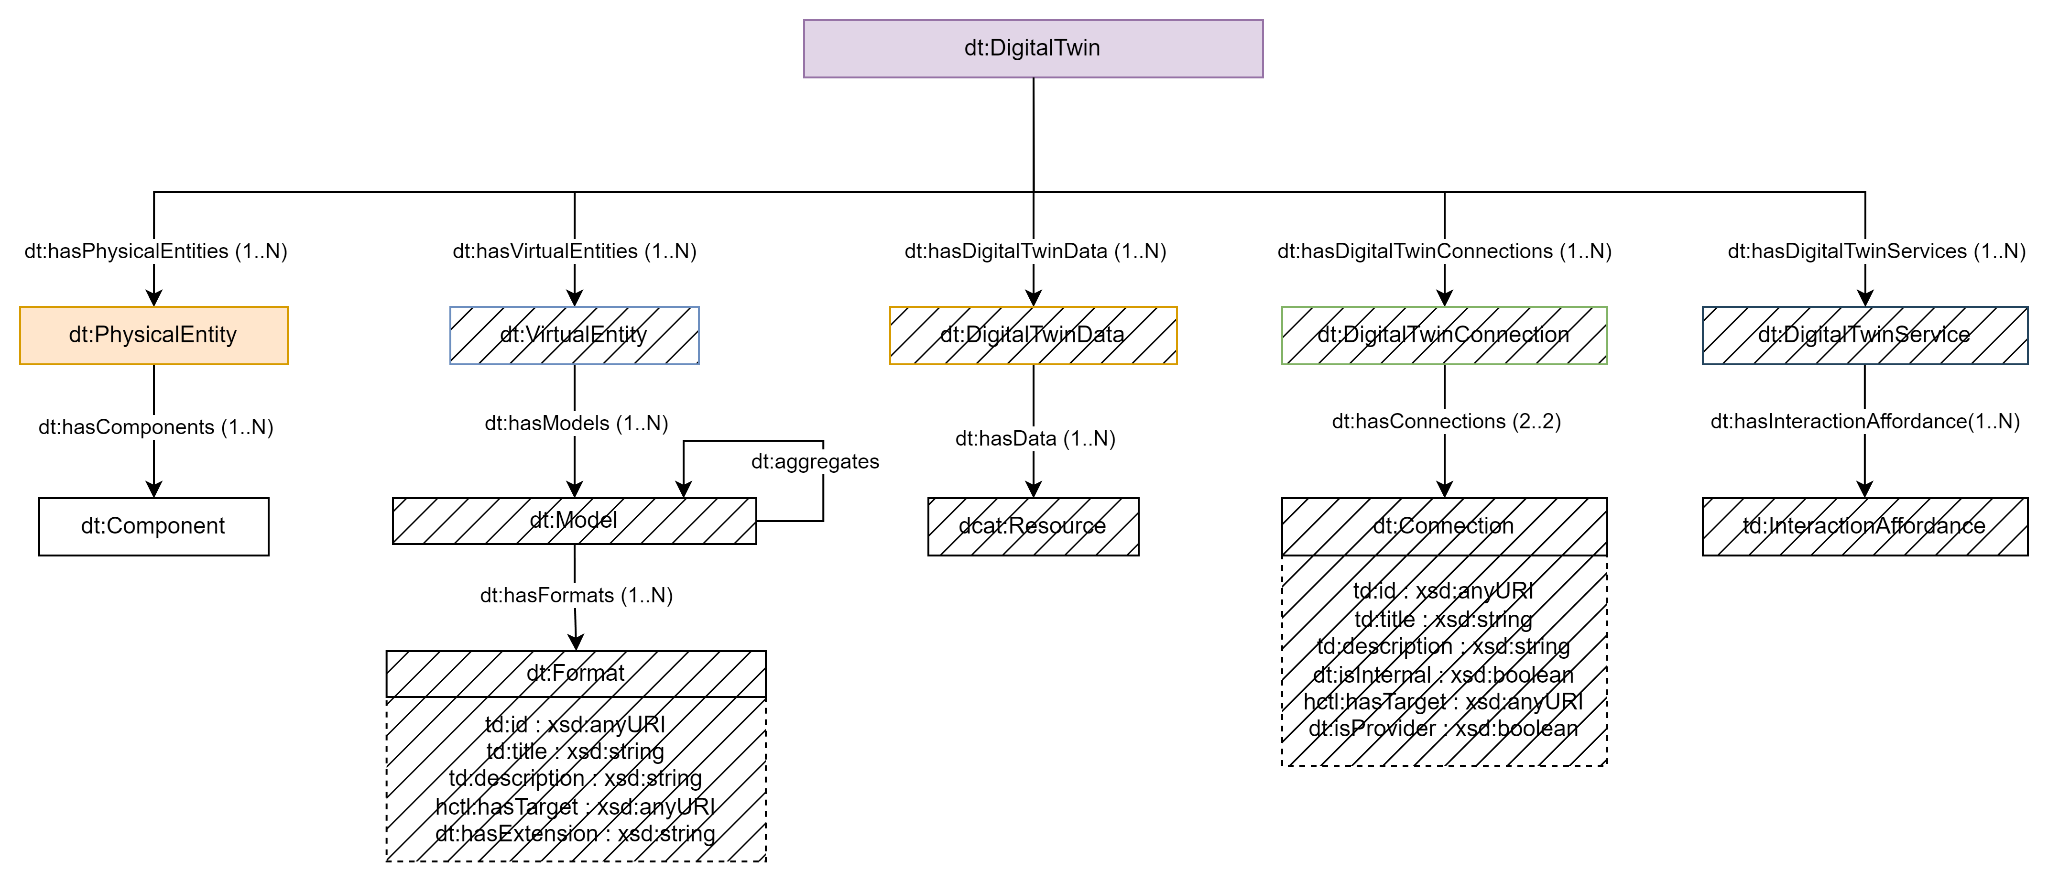 dt:DigitalTwin
dt:hasPhysicalEntities (1..N)
dt:hasVirtualEntities (1..N)
dt:hasDigitalTwinData (1..N)
dt:hasDigitalTwinConnections (1..N)
dt:hasDigitalTwinServices (1..N)
dt:PhysicalEntity
dt:VirtualEntity
dt:DigitalTwinData
dt:DigitalTwinConnection
dt:DigitalTwinService
dt:hasComponents (1..N)
dt:hasModels (1..N)
dt:aggregates
dt:hasData (1..N)
dt:hasConnections (2..2)
dt:hasInteractionAffordance(1..N)
dt:Component
dt:Model
dcat:Resource
dt:Connection
td:InteractionAffordance
dt:hasFormats (1..N)
dt:Format
td:id : xsd:anyURI
td:title : xsd:string
td:description : xsd:string
hctl:hasTarget : xsd:anyURI
dt:hasExtension : xsd:string
td:id : xsd:anyURI
td:title : xsd:string
td:description : xsd:string
dt:isInternal : xsd:boolean
hctl:hasTarget : xsd:anyURI
dt:isProvider : xsd:boolean